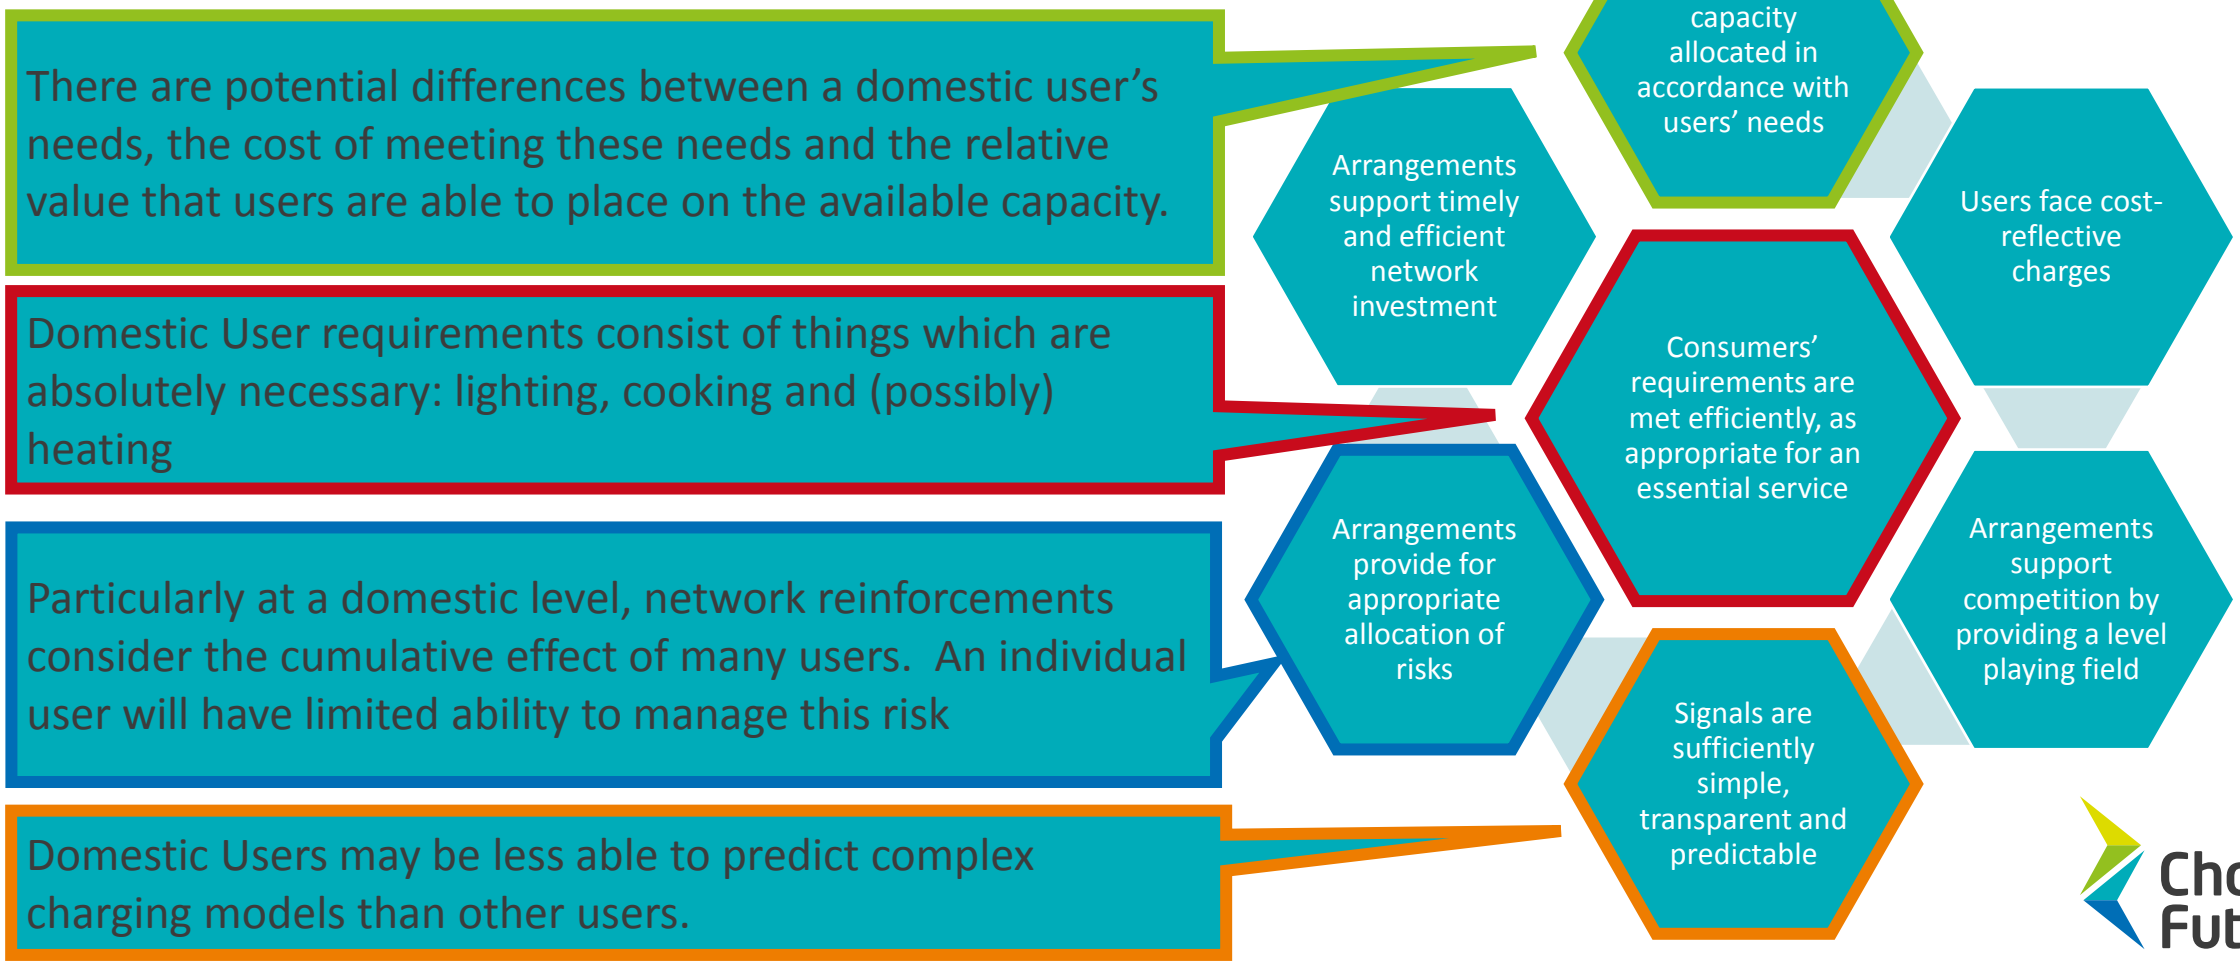 There are potential differences between a domestic user’s
needs, the cost of meeting these needs and the relative
value that users are able to place on the available capacity.
Domestic User requirements consist of things which are
absolutely necessary: lighting, cooking and (possibly)
heating
Particularly at a domestic level, network reinforcements
consider the cumulative effect of many users.  An individual
user will have limited ability to manage this risk
Domestic Users may be less able to predict complex
charging models than other users.
capacity
allocated in
accordance with
users’ needs
Arrangements
support timely
and efficient
network
investment
Users face cost-
reflective
charges
Consumers’
requirements are
met efficiently, as
appropriate for an
essential service
Arrangements
provide for
appropriate
allocation of
risks
Arrangements
support
competition by
providing a level
playing field
Signals are
sufficiently
simple,
transparent and
predictable